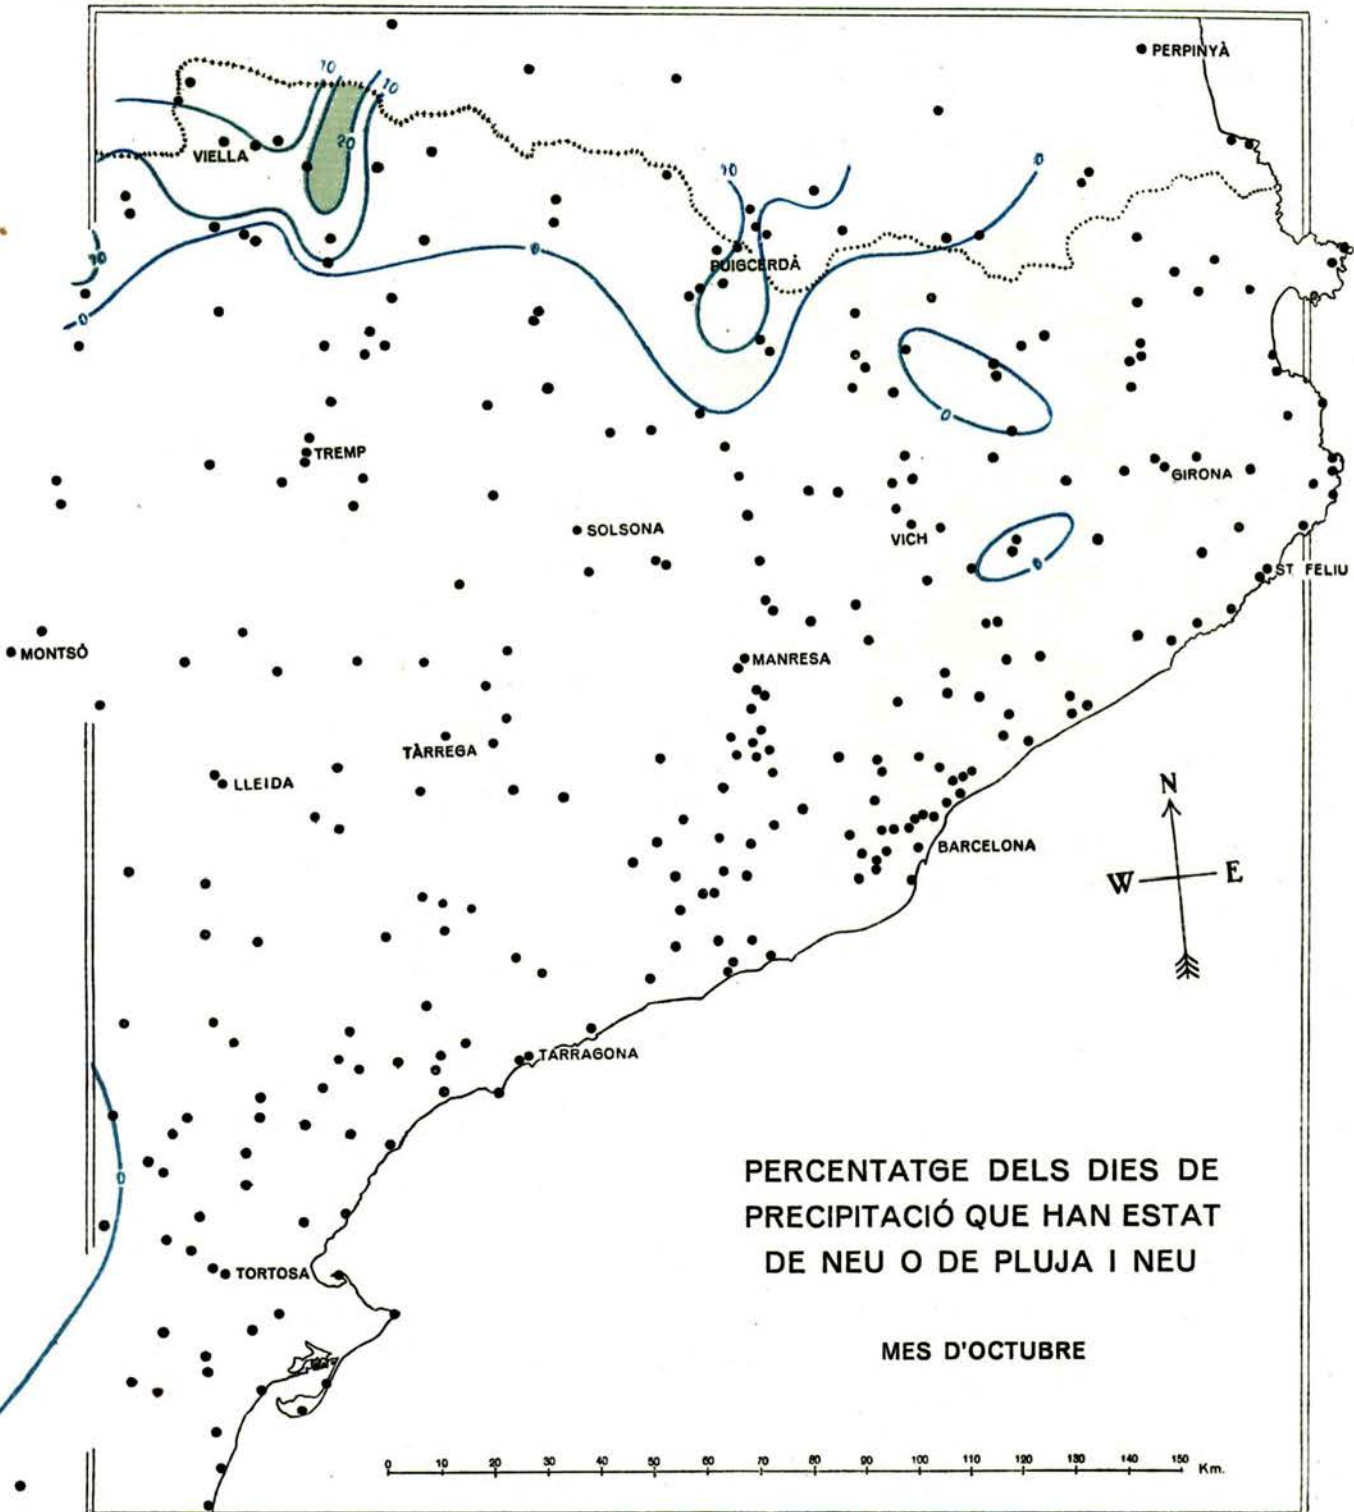 PERPINYÀ
10
10
20
VIELLA
10
0
10
PUIGCERDÀ
0
0
0
TREMP
GIRONA
SOLSONA
VICH
0
ST. FELIU
MONTSÓ
MANRESA
TÀRREGA
LLEIDA
N
BARCELONA
W E
TARRAGONA
0
PERCENTATGE DELS DIES DE
PRECIPITACIÓ QUE HAN ESTAT
DE NEU O DE PLUJA I NEU
TORTOSA
MES D'OCTUBRE
0 10 20 30 40 50 60 70 80 90 100 110 120 130 140 150 Km.